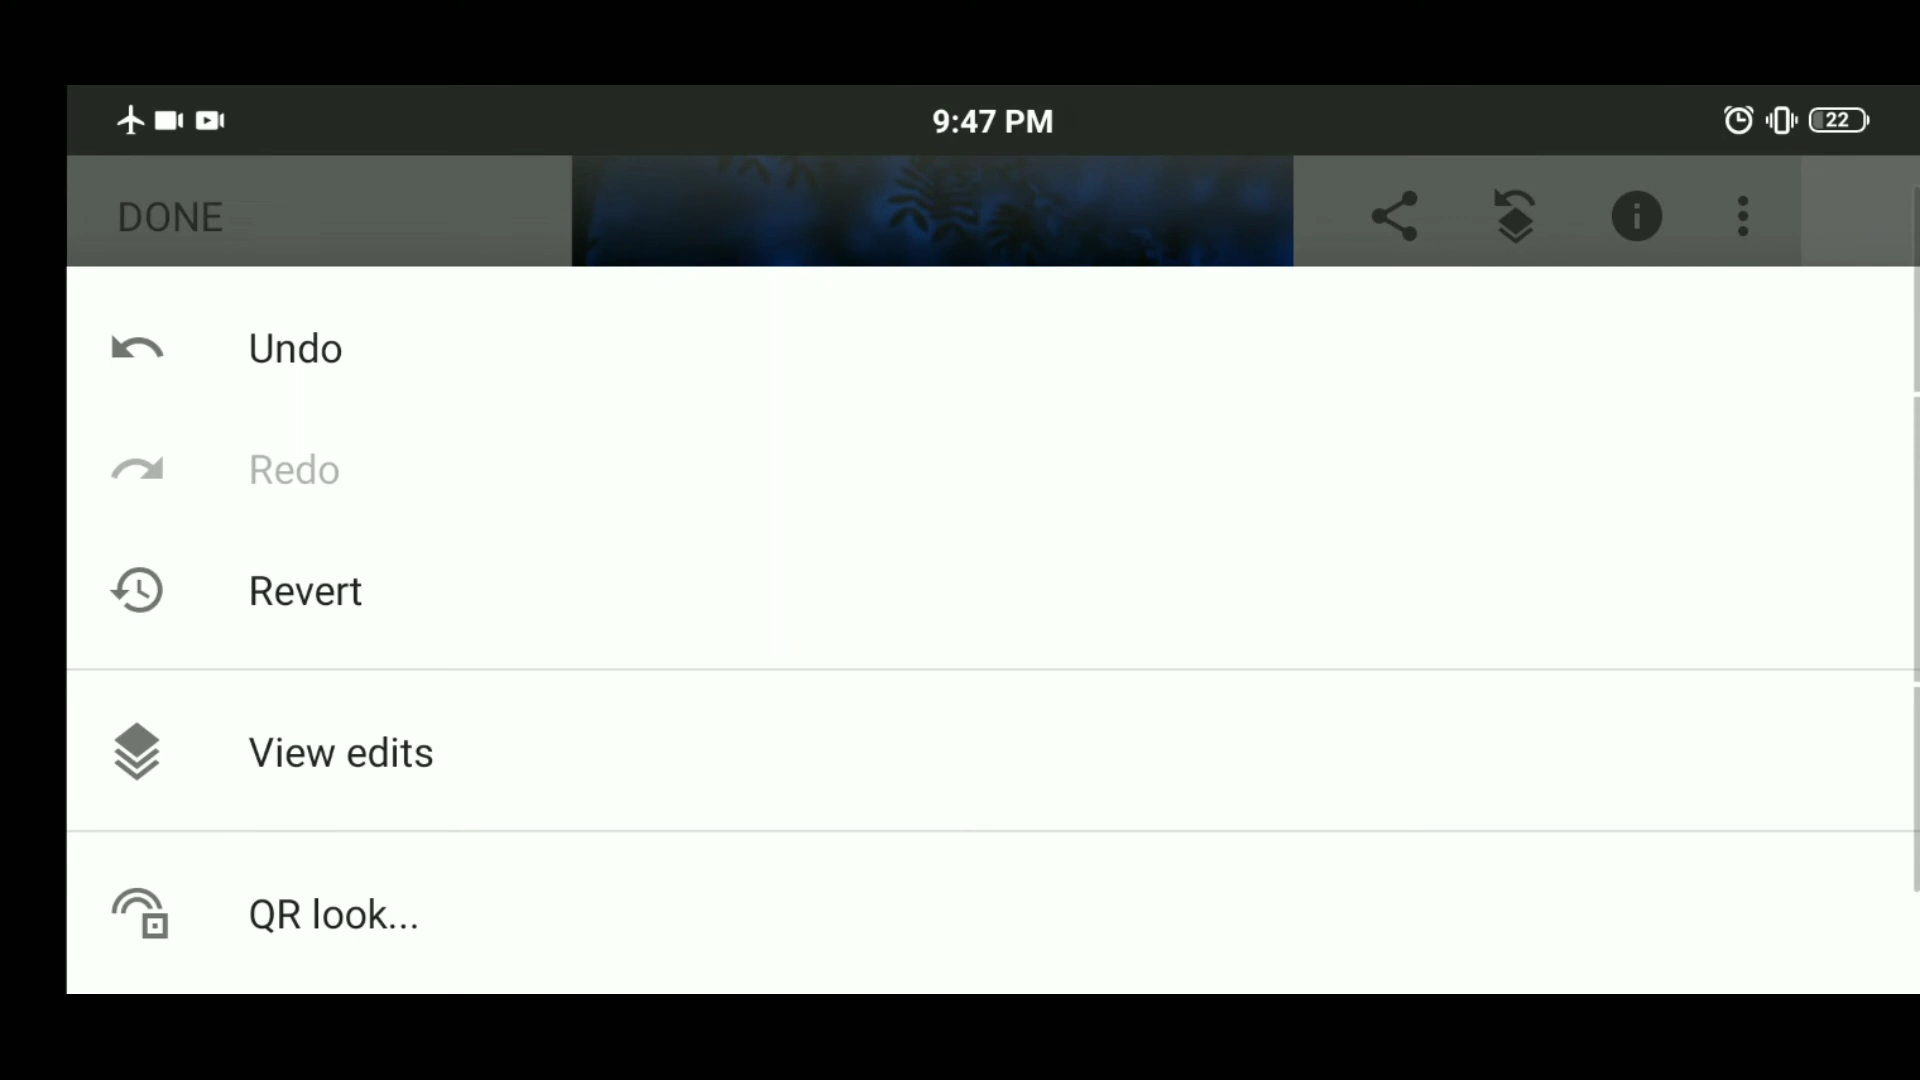 9:47 PM
22
DONE
Undo
Redo
Revert
View edits
QR look...